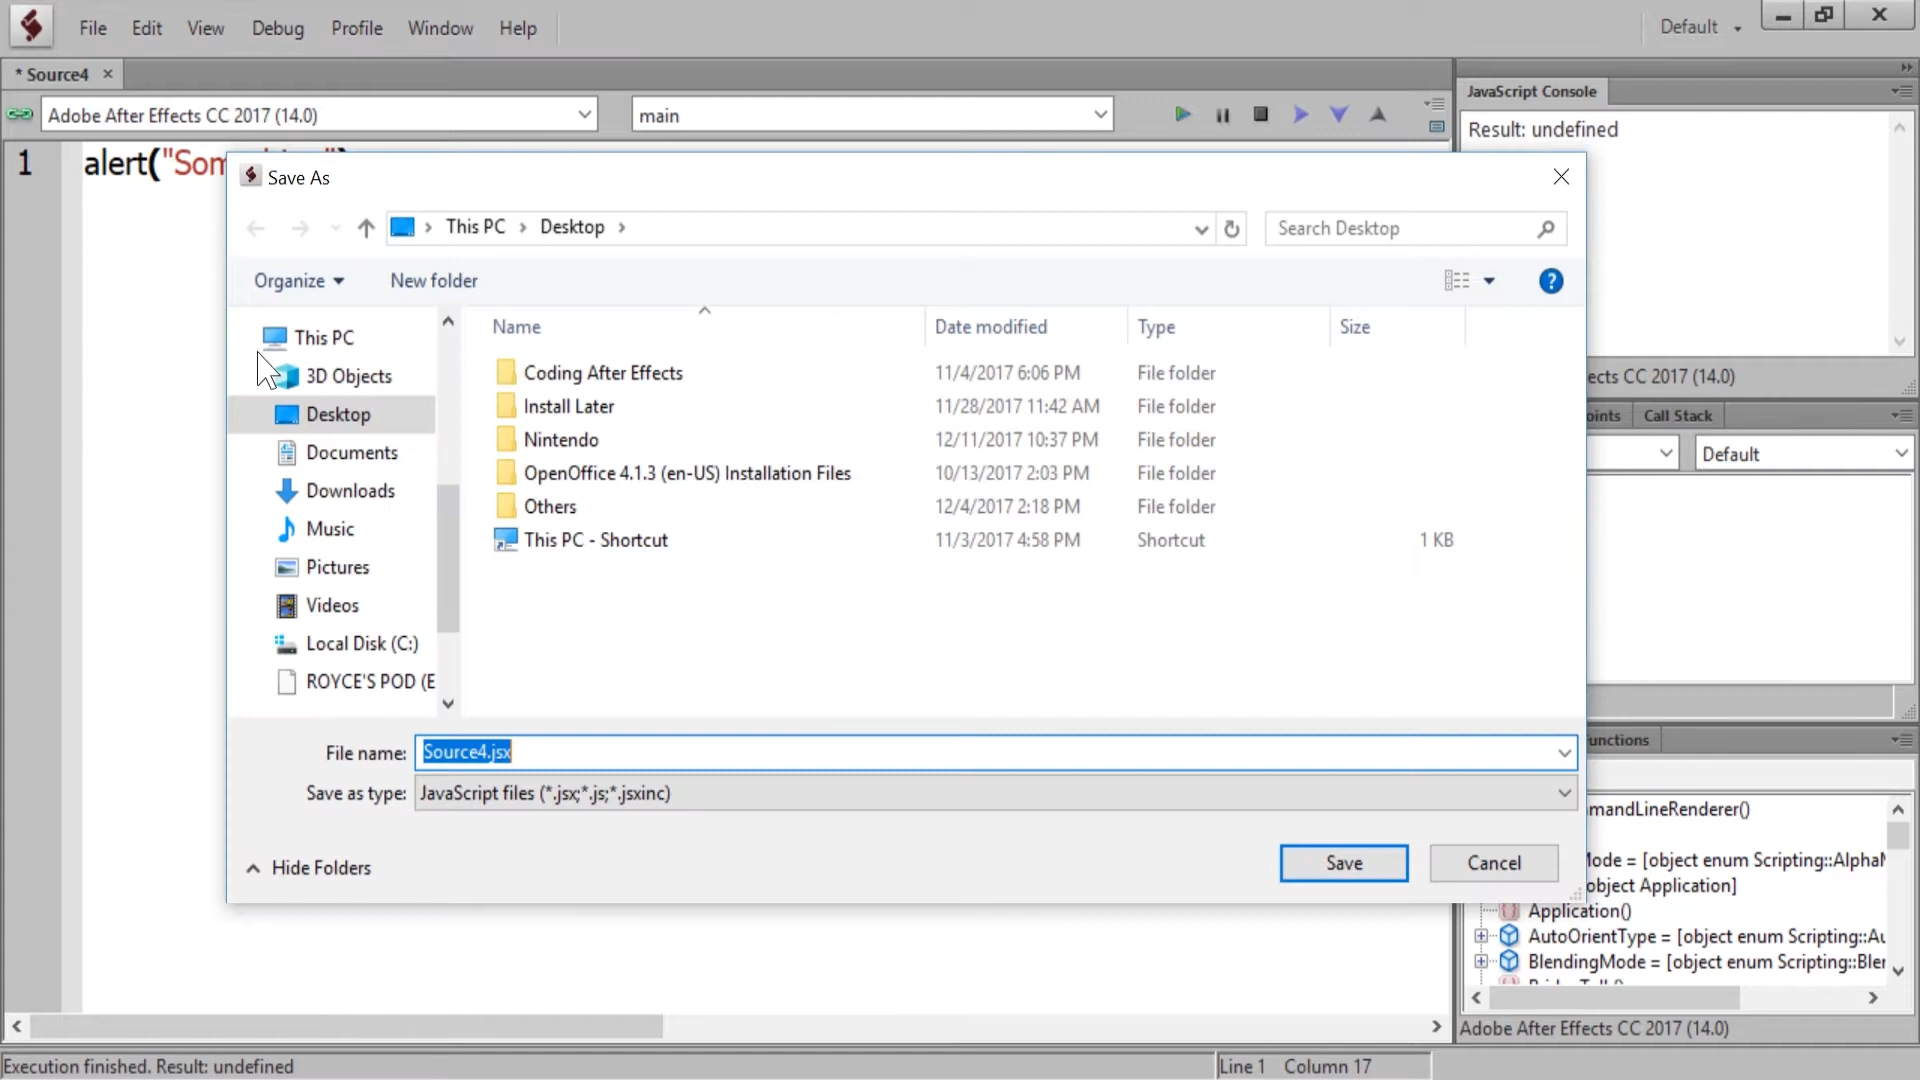 File Edit View Debug Profile Window Help Default
* Source4
Adobe After Effects CC 2017 (14.0) main
JavaScript Console
Result: undefined
1 alert("Som
Save As
This PC Desktop Search Desktop
Organize New folder
Name Date modified Type Size
This PC
3D Objects
Desktop
Documents
Downloads
Music
Pictures
Videos
Local Disk (C:)
ROYCE'S POD (E
Coding After Effects 11/4/2017 6:06 PM File folder
Install Later 11/28/2017 11:42 AM File folder
Nintendo 12/11/2017 10:37 PM File folder
OpenOffice 4.1.3 (en-US) Installation Files 10/13/2017 2:03 PM File folder
Others 12/4/2017 2:18 PM File folder
This PC - Shortcut 11/3/2017 4:58 PM Shortcut 1 KB
File name: Source4.jsx
Save as type: JavaScript files (*.jsx;*.js;*.jsxinc)
Hide Folders Save Cancel
ects CC 2017 (14.0)
oints Call Stack
Default
unctions
mandLineRenderer()
Mode = [object enum Scripting::AlphaM
object Application]
Application()
AutoOrientType = [object enum Scripting::Au
BlendingMode = [object enum Scripting::Bler
Adobe After Effects CC 2017 (14.0)
Execution finished. Result: undefined Line 1 Column 17